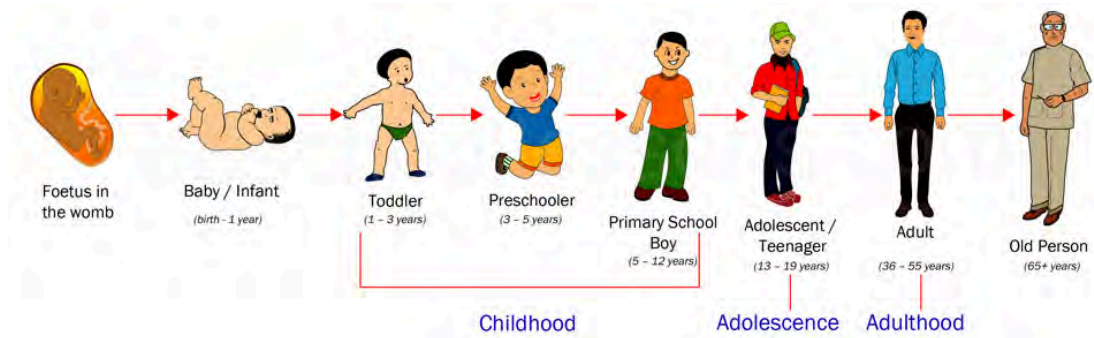 Foetus in
the womb
Baby / Infant
(birth - 1 year)
Toddler
(1 – 3 years)
Preschooler
(3 – 5 years)
Primary School
Boy
(5 – 12 years)
Adolescent /
Teenager
(13 – 19 years)
Adult
(36 – 55 years)
Old Person
(65+ years)
Childhood
Adolescence
Adulthood